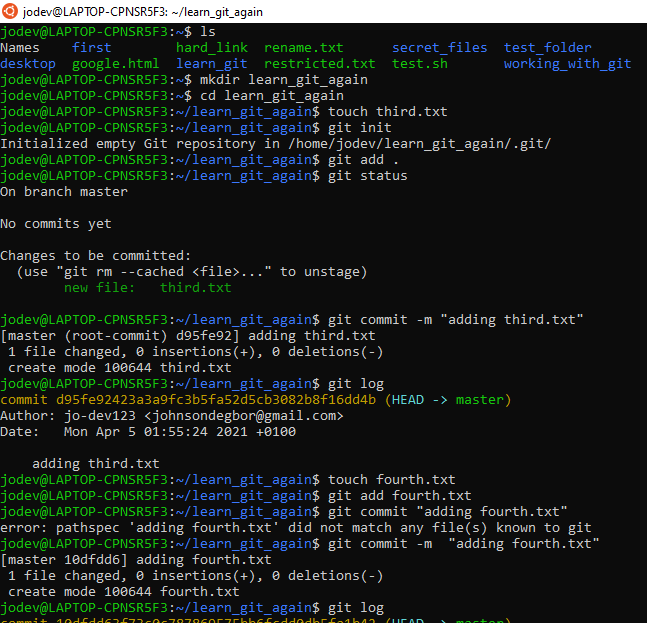 jodev@LAPTOP-CPNSR5F3: ~/learn_git_again
jodev@LAPTOP-CPNSR5F3:~$ ls
Names    first        hard_link    rename.txt      secret_files  test_folder
desktop  google.html  learn_git    restricted.txt  test.sh       working_with_git
jodev@LAPTOP-CPNSR5F3:~$ mkdir learn_git_again
jodev@LAPTOP-CPNSR5F3:~$ cd learn_git_again
jodev@LAPTOP-CPNSR5F3:~/learn_git_again$ touch third.txt
jodev@LAPTOP-CPNSR5F3:~/learn_git_again$ git init
Initialized empty Git repository in /home/jodev/learn_git_again/.git/
jodev@LAPTOP-CPNSR5F3:~/learn_git_again$ git add .
jodev@LAPTOP-CPNSR5F3:~/learn_git_again$ git status
On branch master
No commits yet
Changes to be committed:
  (use "git rm --cached <file>..." to unstage)
        new file:   third.txt
jodev@LAPTOP-CPNSR5F3:~/learn_git_again$ git commit -m "adding third.txt"
[master (root-commit) d95fe92] adding third.txt
 1 file changed, 0 insertions(+), 0 deletions(-)
 create mode 100644 third.txt
jodev@LAPTOP-CPNSR5F3:~/learn_git_again$ git log
commit d95fe92423a3a9fc3b5fa52d5cb3082b8f16dd4b (HEAD -> master)
Author: jo-dev123 <johnsondegbor@gmail.com>
Date:   Mon Apr 5 01:55:24 2021 +0100
    adding third.txt
jodev@LAPTOP-CPNSR5F3:~/learn_git_again$ touch fourth.txt
jodev@LAPTOP-CPNSR5F3:~/learn_git_again$ git add fourth.txt
jodev@LAPTOP-CPNSR5F3:~/learn_git_again$ git commit "adding fourth.txt"
error: pathspec 'adding fourth.txt' did not match any file(s) known to git
jodev@LAPTOP-CPNSR5F3:~/learn_git_again$ git commit -m  "adding fourth.txt"
[master 10dfdd6] adding fourth.txt
 1 file changed, 0 insertions(+), 0 deletions(-)
 create mode 100644 fourth.txt
jodev@LAPTOP-CPNSR5F3:~/learn_git_again$ git log
commit (HEAD -> master)